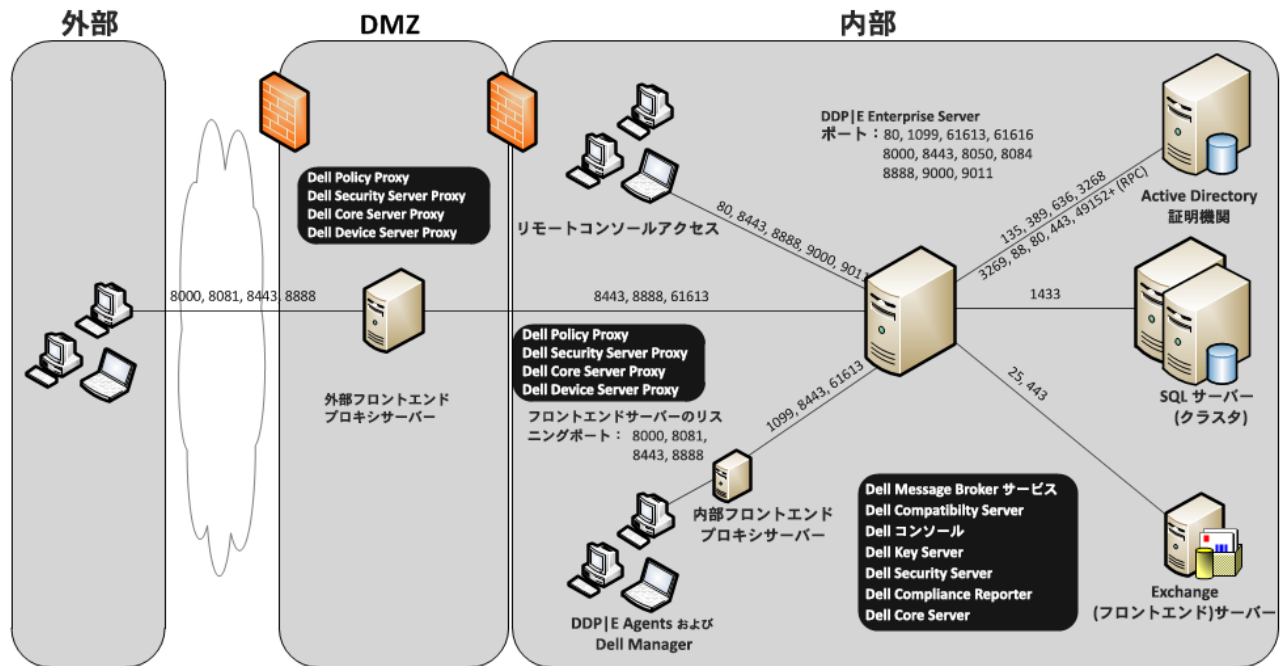 外部
DMZ
内部
Dell Policy Proxy
Dell Security Server Proxy
Dell Core Server Proxy
Dell Device Server Proxy
リモートコンソールアクセス
DDP|E Enterprise Server
ポート：80, 1099, 61613, 61616
8000, 8443, 8050, 8084
8888, 9000, 9011
Active Directory
証明機関
80, 8443, 8888, 9000, 9011
135, 389, 636, 3268
3269, 88, 80, 443, 49152+ (RPC)
8000, 8081, 8443, 8888
8443, 8888, 61613
1433
外部フロントエンド
プロキシサーバー
Dell Policy Proxy
Dell Security Server Proxy
Dell Core Server Proxy
Dell Device Server Proxy
フロントエンドサーバーのリス
ニングポート： 8000, 8081,
8443, 8888
1099, 8443, 61613
25, 443
SQL サーバー
(クラスタ)
内部フロントエンド
プロキシサーバー
DDP|E Agents および
Dell Manager
Dell Message Broker サービス
Dell Compatibilty Server
Dell コンソール
Dell Key Server
Dell Security Server
Dell Compliance Reporter
Dell Core Server
Exchange
(フロントエンド)サーバー